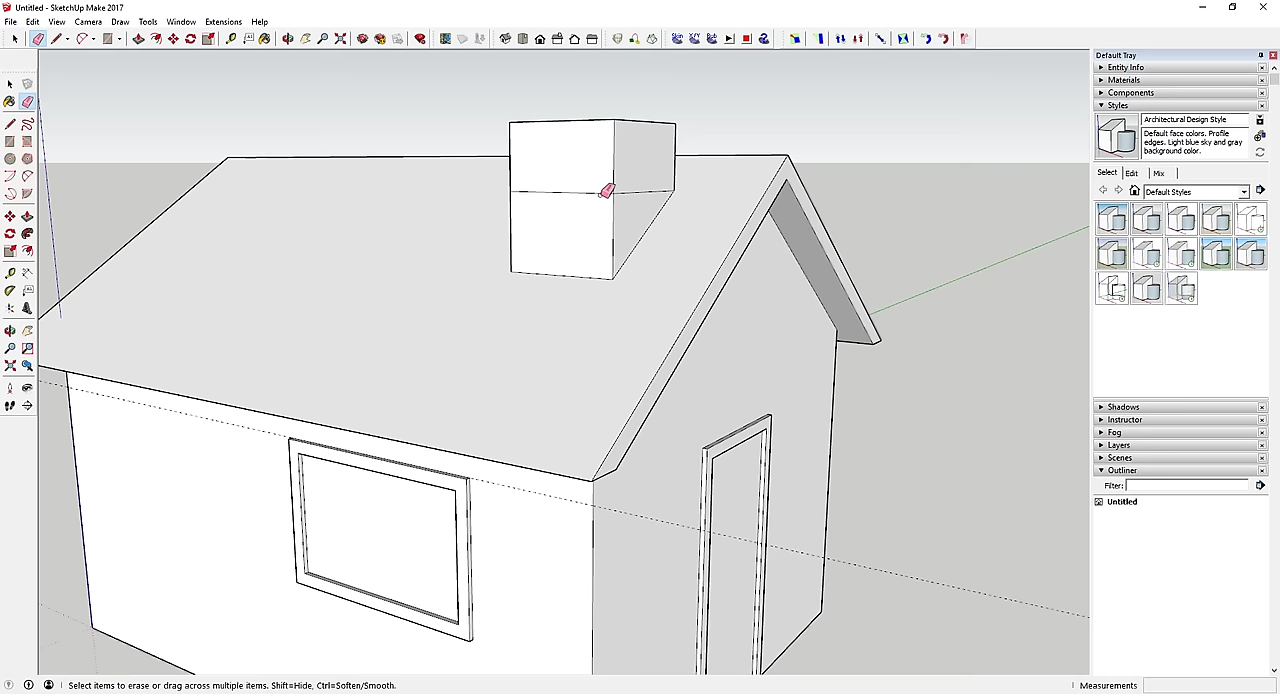 Untitled - SketchUp Make 2017
File Edit View Camera Draw Tools Window Extensions Help
Default Tray
Entity Info
Materials
Components
Styles
Architectural Design Style
Default face colors. Profile
edges. Light blue sky and gray
background color.
Select Edit Mix
Default Styles
Shadows
Instructor
Fog
Layers
Scenes
Outliner
Filter:
Untitled
Select items to erase or drag across multiple items. Shift=Hide, Ctrl=Soften/Smooth.
Measurements